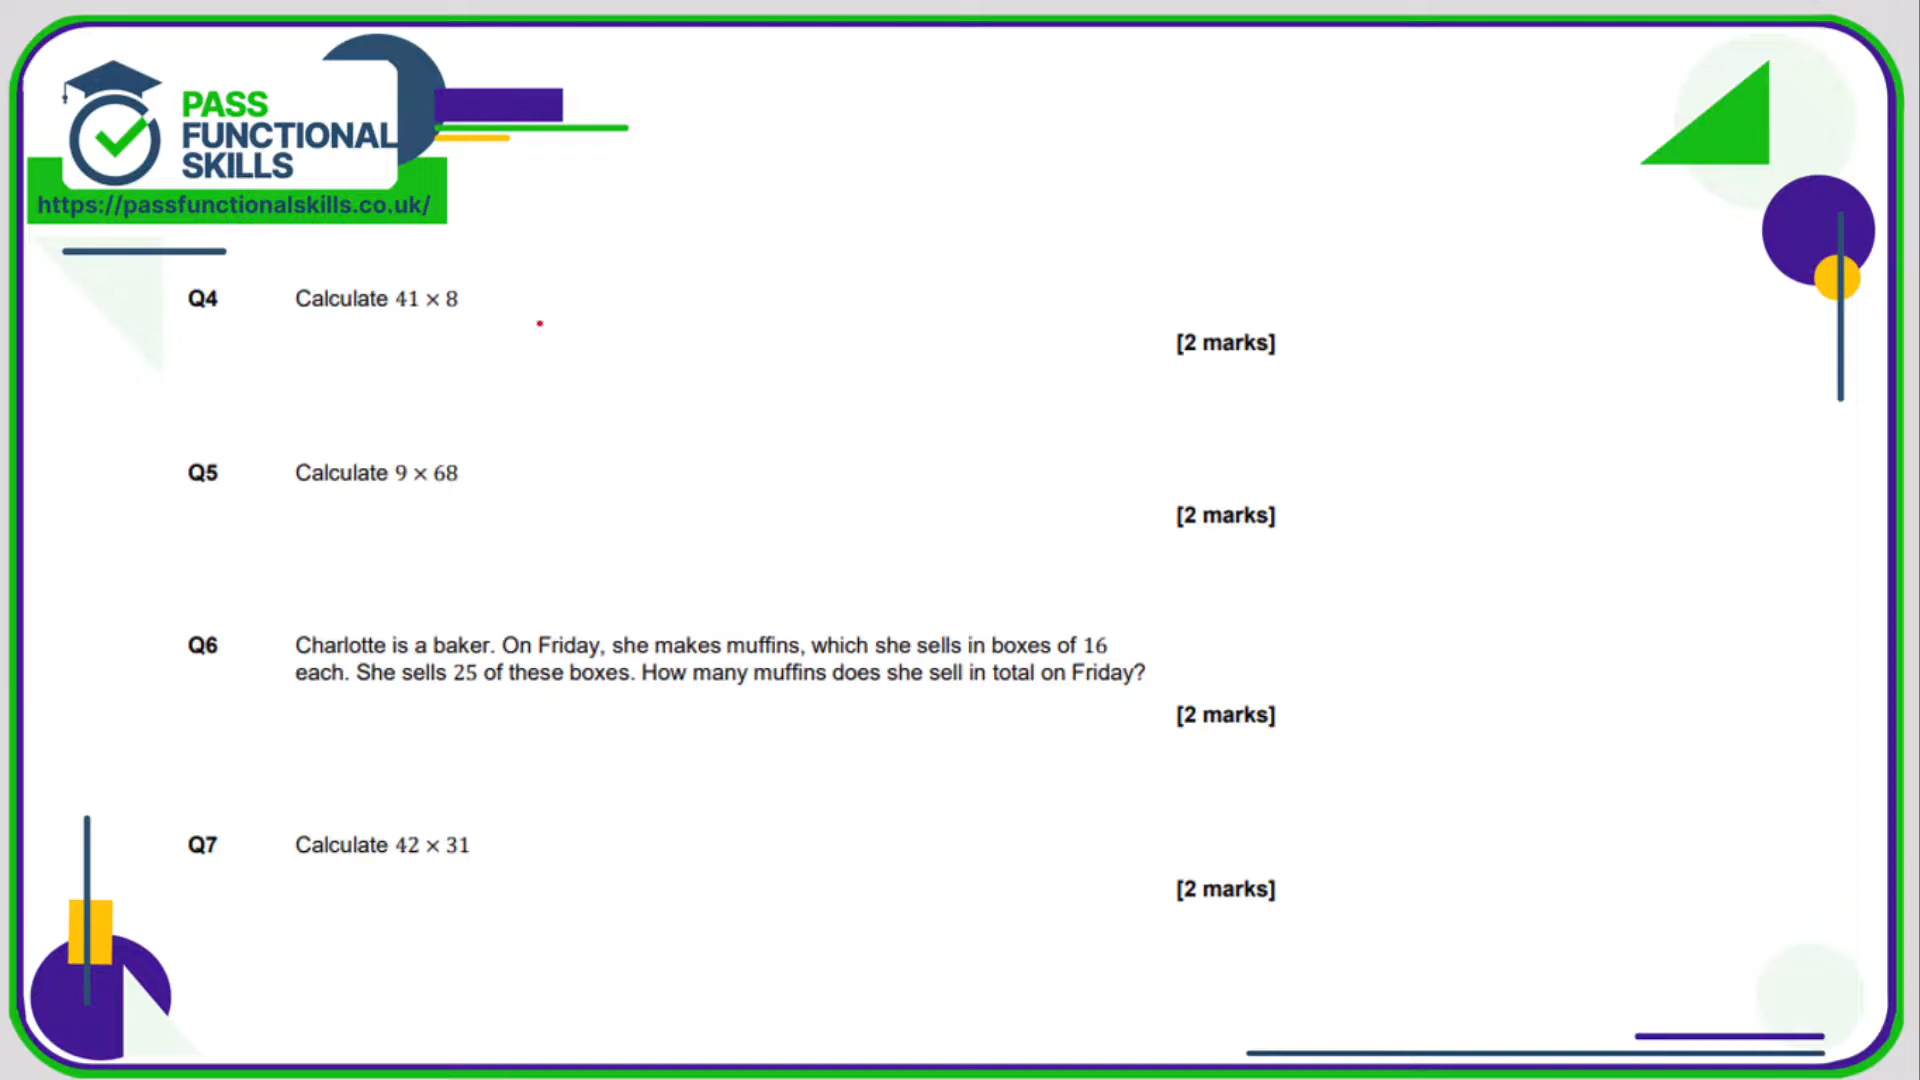 PASS
FUNCTIONAL
SKILLS
https://passfunctionalskills.co.uk/
Q4 Calculate 41 × 8
[2 marks]
Q5 Calculate 9 × 68
[2 marks]
Q6 Charlotte is a baker. On Friday, she makes muffins, which she sells in boxes of 16
each. She sells 25 of these boxes. How many muffins does she sell in total on Friday?
[2 marks]
Q7 Calculate 42 × 31
[2 marks]